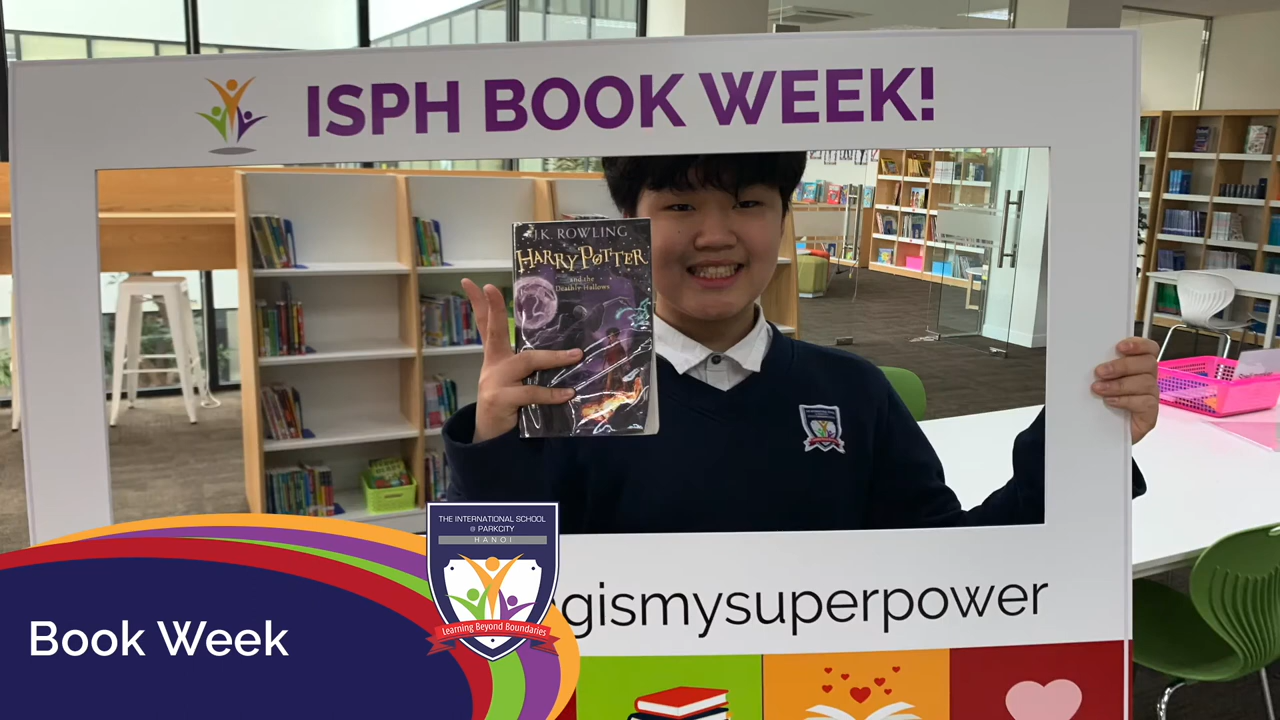 ISPH BOOK WEEK!
J.K. ROWLING
HARRY POTTER
and the
Deathly Hallows
THE INTERNATIONAL SCHOOL
@ PARKCITY
HANOI
Learning Beyond Boundaries
gismysuperpower
Book Week